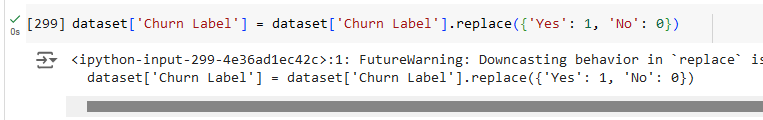 [299] dataset['Churn Label'] = dataset['Churn Label'].replace({'Yes': 1, 'No': 0})
0s
<ipython-input-299-4e36ad1ec42c>:1: FutureWarning: Downcasting behavior in `replace` is
dataset['Churn Label'] = dataset['Churn Label'].replace({'Yes': 1, 'No': 0})